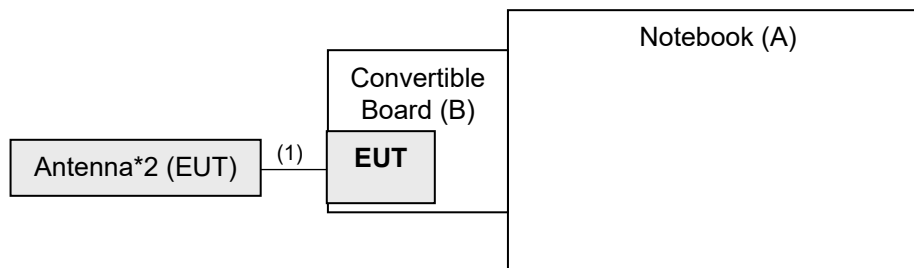 Notebook (A)
Convertible
Board (B)
Antenna*2 (EUT)
(1)
EUT